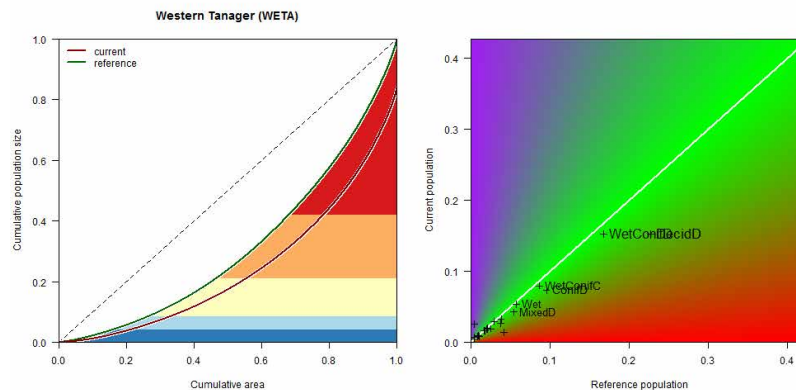 Western Tanager (WETA)
current
reference
Cumulative population size
0.0
0.2
0.4
0.6
0.8
1.0
0.0
0.2
0.4
0.6
0.8
1.0
Cumulative area
Current population
0.0
0.1
0.2
0.3
0.4
WetConifC
ConifD
Wet
MixedD
0.0
0.1
0.2
0.3
0.4
Reference population